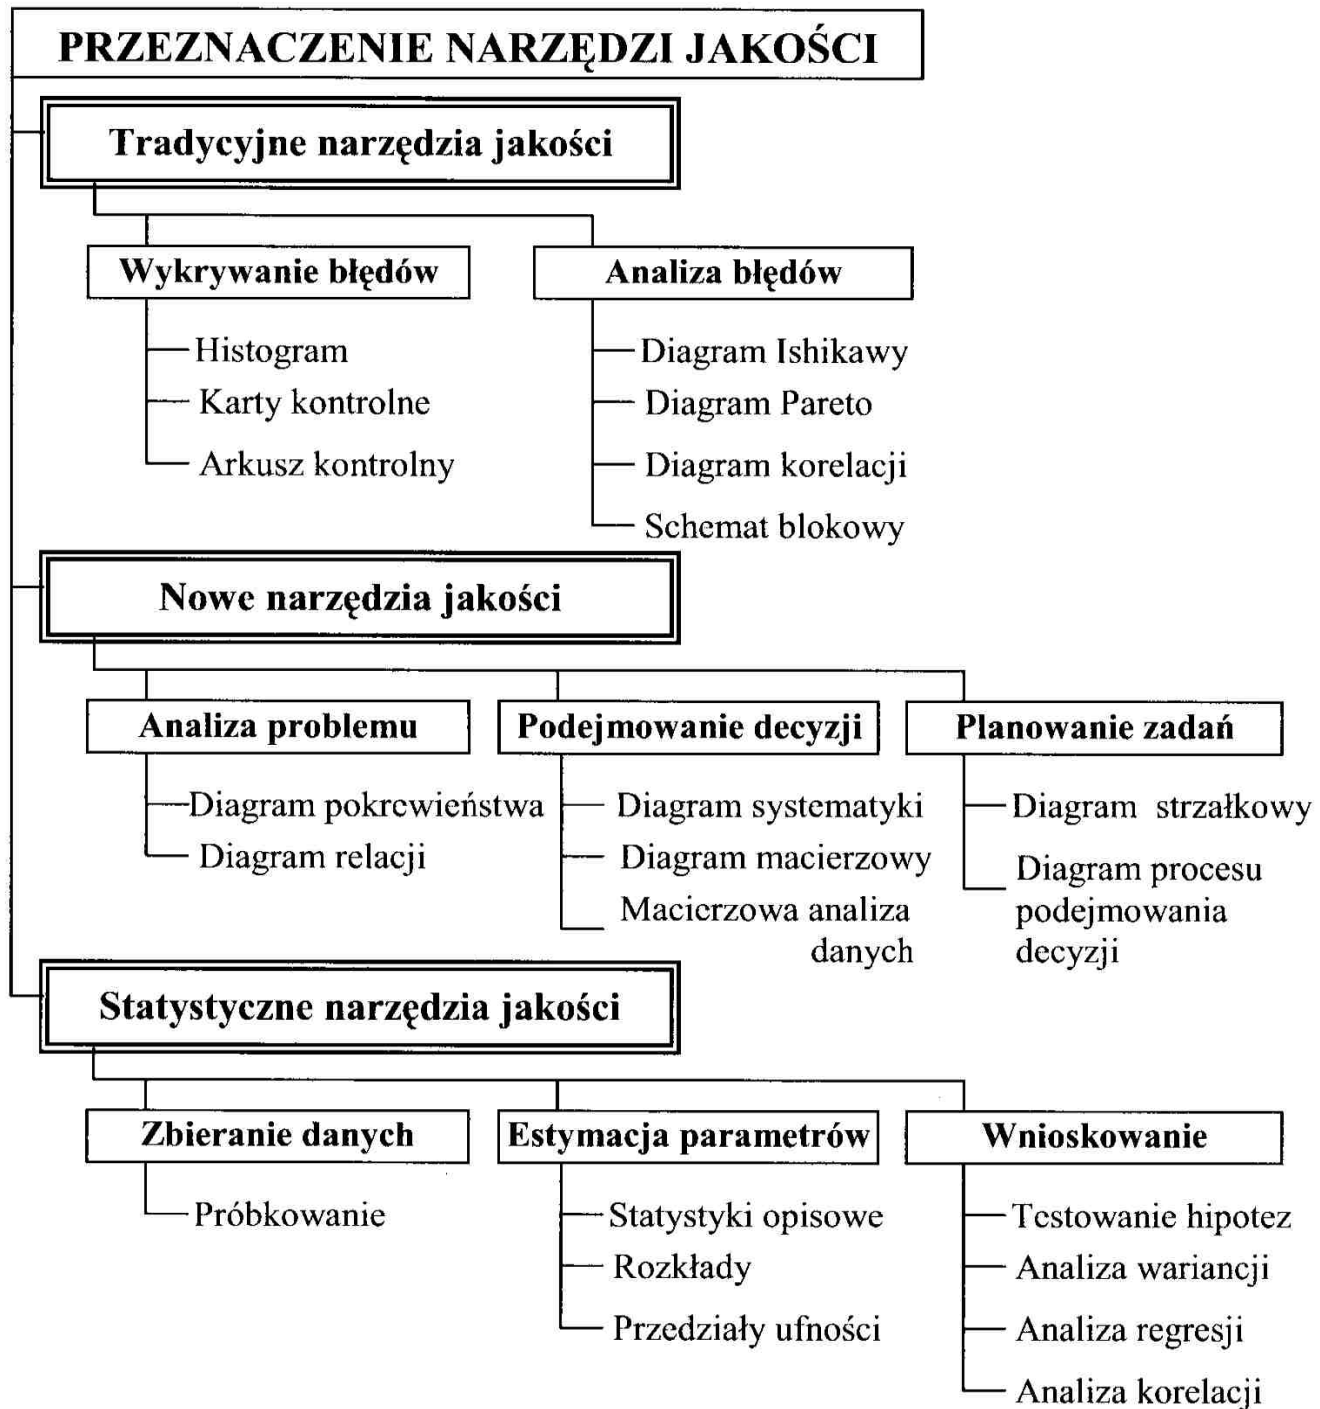 PRZEZNACZENIE NARZĘDZI JAKOŚCI
Tradycyjne narzędzia jakości
Wykrywanie błędów
Histogram
Karty kontrolne
Arkusz kontrolny
Analiza błędów
Diagram Ishikawy
Diagram Pareto
Diagram korelacji
Schemat blokowy
Nowe narzędzia jakości
Analiza problemu
Diagram pokrewieństwa
Diagram relacji
Podejmowanie decyzji
Diagram systematyki
Diagram macierzowy
Macierzowa analiza
danych
Planowanie zadań
Diagram strzałkowy
Diagram procesu
podejmowania
decyzji
Statystyczne narzędzia jakości
Zbieranie danych
Próbkowanie
Estymacja parametrów
Statystyki opisowe
Rozkłady
Przedziały ufności
Wnioskowanie
Testowanie hipotez
Analiza wariancji
Analiza regresji
Analiza korelacji